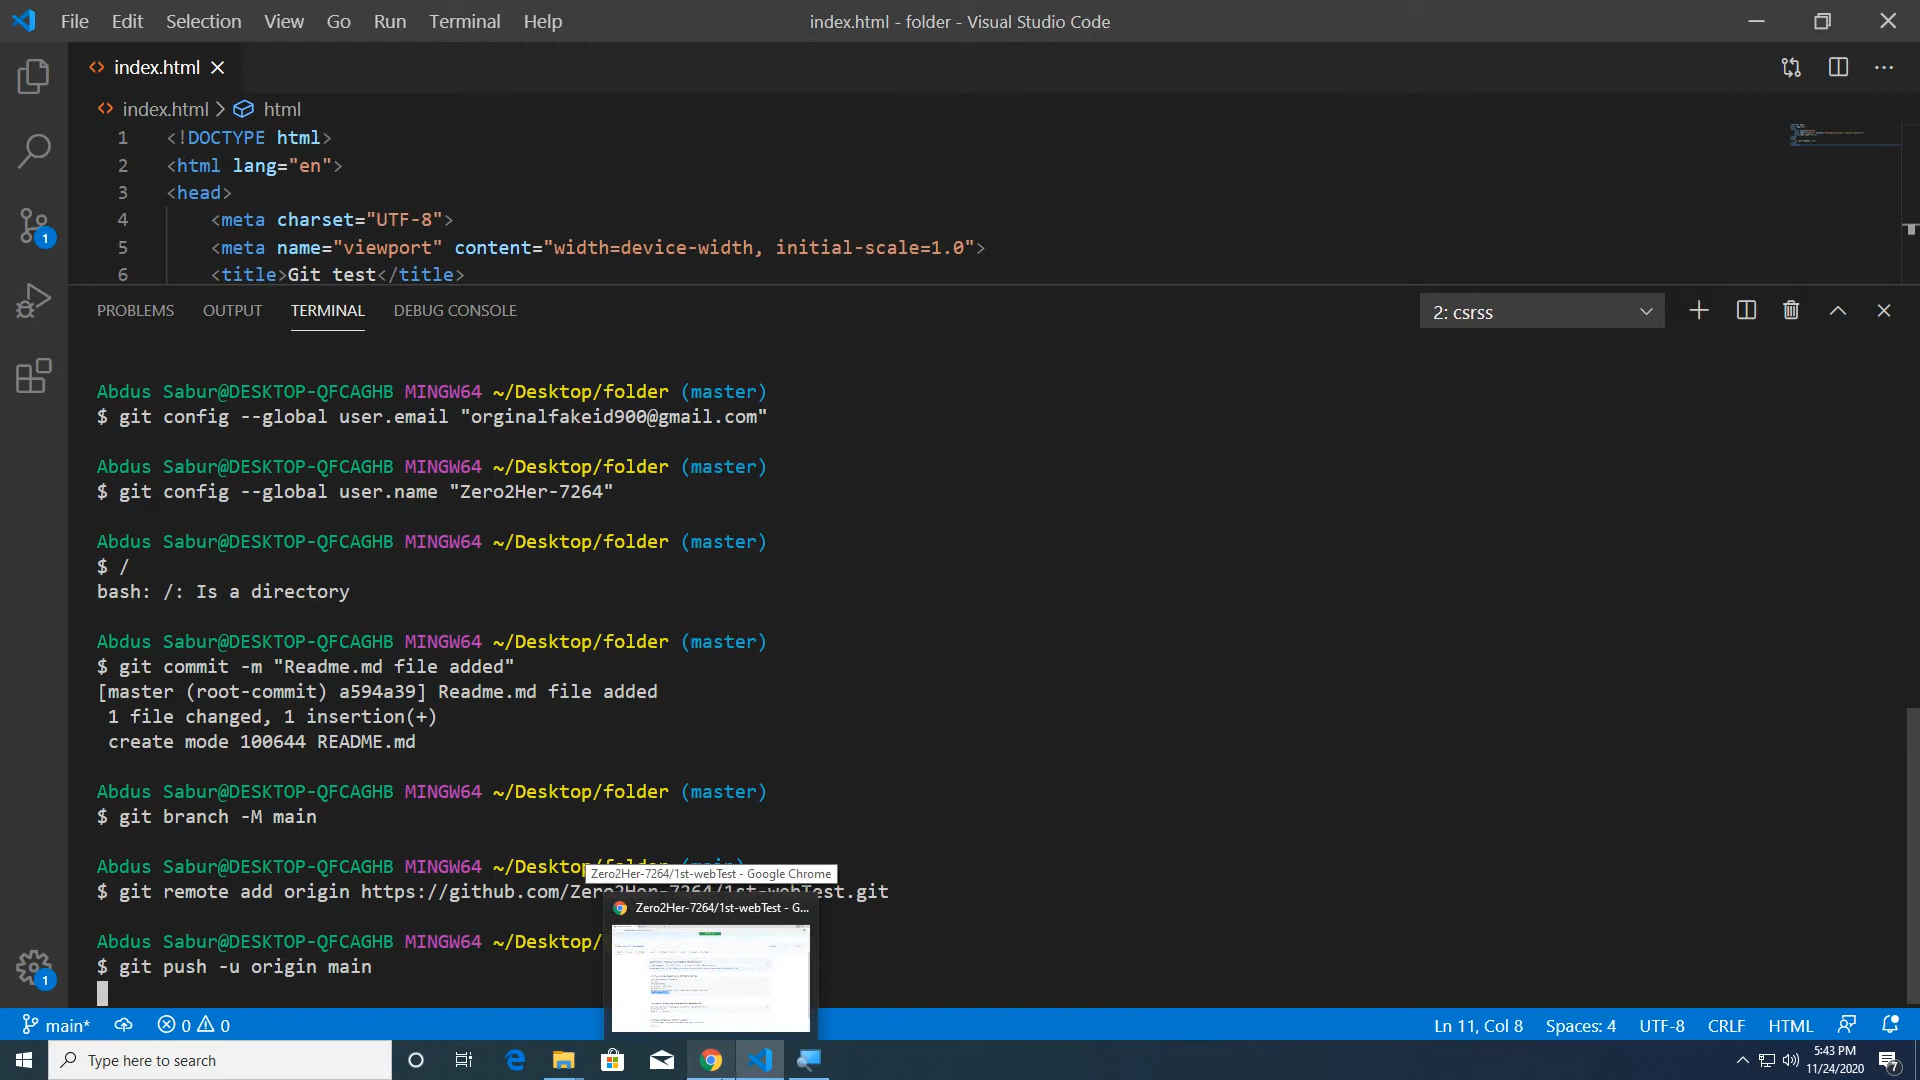 File Edit Selection View Go Run Terminal Help
index.html - folder - Visual Studio Code
index.html
index.html > html
1 <!DOCTYPE html>
2 <html lang="en">
3 <head>
4 <meta charset="UTF-8">
5 <meta name="viewport" content="width=device-width, initial-scale=1.0">
6 <title>Git test</title>
PROBLEMS OUTPUT TERMINAL DEBUG CONSOLE
2: csrss
Abdus Sabur@DESKTOP-QFCAGHB MINGW64 ~/Desktop/folder (master)
$ git config --global user.email "orginalfakeid900@gmail.com"
Abdus Sabur@DESKTOP-QFCAGHB MINGW64 ~/Desktop/folder (master)
$ git config --global user.name "Zero2Her-7264"
Abdus Sabur@DESKTOP-QFCAGHB MINGW64 ~/Desktop/folder (master)
$ /
bash: /: Is a directory
Abdus Sabur@DESKTOP-QFCAGHB MINGW64 ~/Desktop/folder (master)
$ git commit -m "Readme.md file added"
[master (root-commit) a594a39] Readme.md file added
1 file changed, 1 insertion(+)
create mode 100644 README.md
Abdus Sabur@DESKTOP-QFCAGHB MINGW64 ~/Desktop/folder (master)
$ git branch -M main
Abdus Sabur@DESKTOP-QFCAGHB MINGW64 ~/Desktop/folder (main)
Zero2Her-7264/1st-webTest - Google Chrome
$ git remote add origin https://github.com/Zero2Her-7264/1st-webTest.git
Zero2Her-7264/1st-webTest - G...
Abdus Sabur@DESKTOP-QFCAGHB MINGW64 ~/Desktop/
$ git push -u origin main
1
1
main* 0 0
Ln 11, Col 8 Spaces: 4 UTF-8 CRLF HTML
Type here to search
5:43 PM
11/24/2020
7